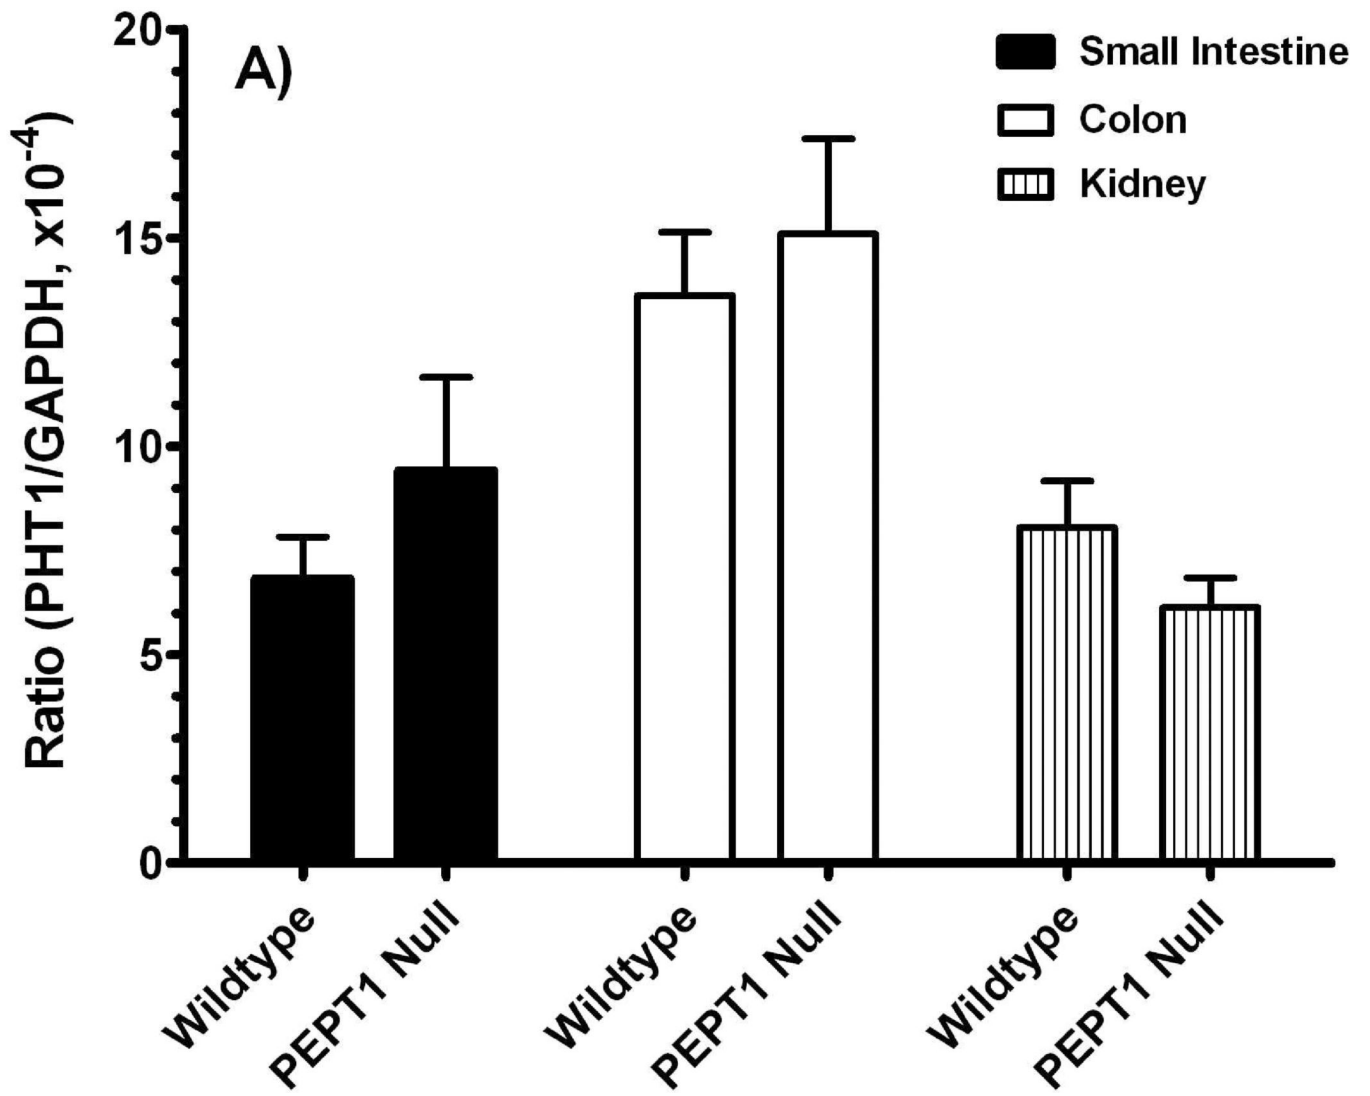 A)
Small Intestine
Colon
Kidney
Ratio (PHT1/GAPDH, x10⁻⁴)
20
15
10
5
0
Wildtype
PEPT1 Null
Wildtype
PEPT1 Null
Wildtype
PEPT1 Null